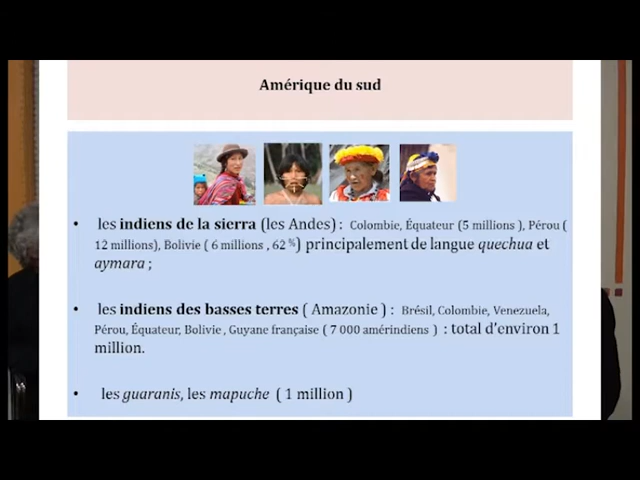 Amérique du sud
• les indiens de la sierra (les Andes) : Colombie, Équateur (5 millions ), Pérou (
12 millions), Bolivie ( 6 millions , 62 %) principalement de langue quechua et
aymara ;
• les indiens des basses terres ( Amazonie ) : Brésil, Colombie, Venezuela,
Pérou, Équateur, Bolivie , Guyane française ( 7 000 amérindiens ) : total d’environ 1
million.
• les guaranis, les mapuche ( 1 million )